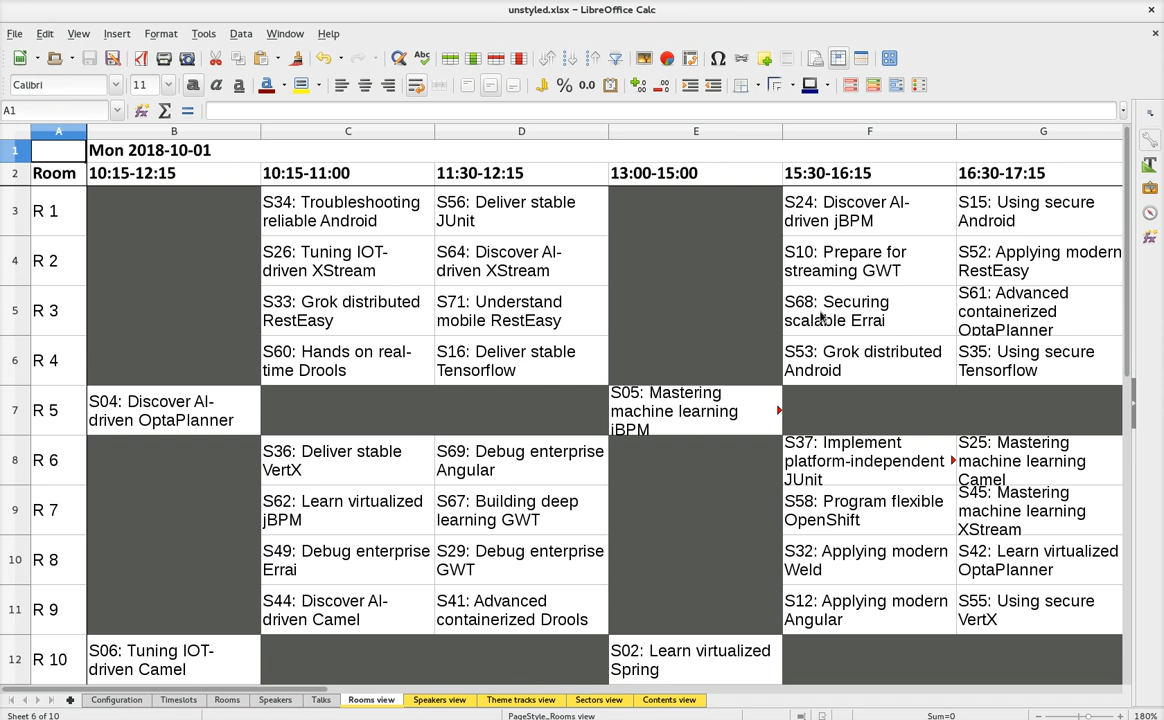 unstyled.xlsx – LibreOffice Calc
File Edit View Insert Format Tools Data Window Help
Calibri 11
A1
A B C D E F G
1 Mon 2018-10-01
2 Room 10:15-12:15 10:15-11:00 11:30-12:15 13:00-15:00 15:30-16:15 16:30-17:15
3 R 1 S34: Troubleshooting reliable Android S56: Deliver stable JUnit S24: Discover AI-driven jBPM S15: Using secure Android
4 R 2 S26: Tuning IOT-driven XStream S64: Discover AI-driven XStream S10: Prepare for streaming GWT S52: Applying modern RestEasy
5 R 3 S33: Grok distributed RestEasy S71: Understand mobile RestEasy S68: Securing scalable Errai S61: Advanced containerized OptaPlanner
6 R 4 S60: Hands on real-time Drools S16: Deliver stable Tensorflow S53: Grok distributed Android S35: Using secure Tensorflow
7 R 5 S04: Discover AI-driven OptaPlanner S05: Mastering machine learning jBPM
8 R 6 S36: Deliver stable VertX S69: Debug enterprise Angular S37: Implement platform-independent JUnit S25: Mastering machine learning Camel
9 R 7 S62: Learn virtualized jBPM S67: Building deep learning GWT S58: Program flexible OpenShift S45: Mastering machine learning XStream
10 R 8 S49: Debug enterprise Errai S29: Debug enterprise GWT S32: Applying modern Weld S42: Learn virtualized OptaPlanner
11 R 9 S44: Discover AI-driven Camel S41: Advanced containerized Drools S12: Applying modern Angular S55: Using secure VertX
12 R 10 S06: Tuning IOT-driven Camel S02: Learn virtualized Spring
Configuration Timeslots Rooms Speakers Talks Rooms view Speakers view Theme tracks view Sectors view Contents view
Sheet 6 of 10 PageStyle_Rooms view Sum=0 180%